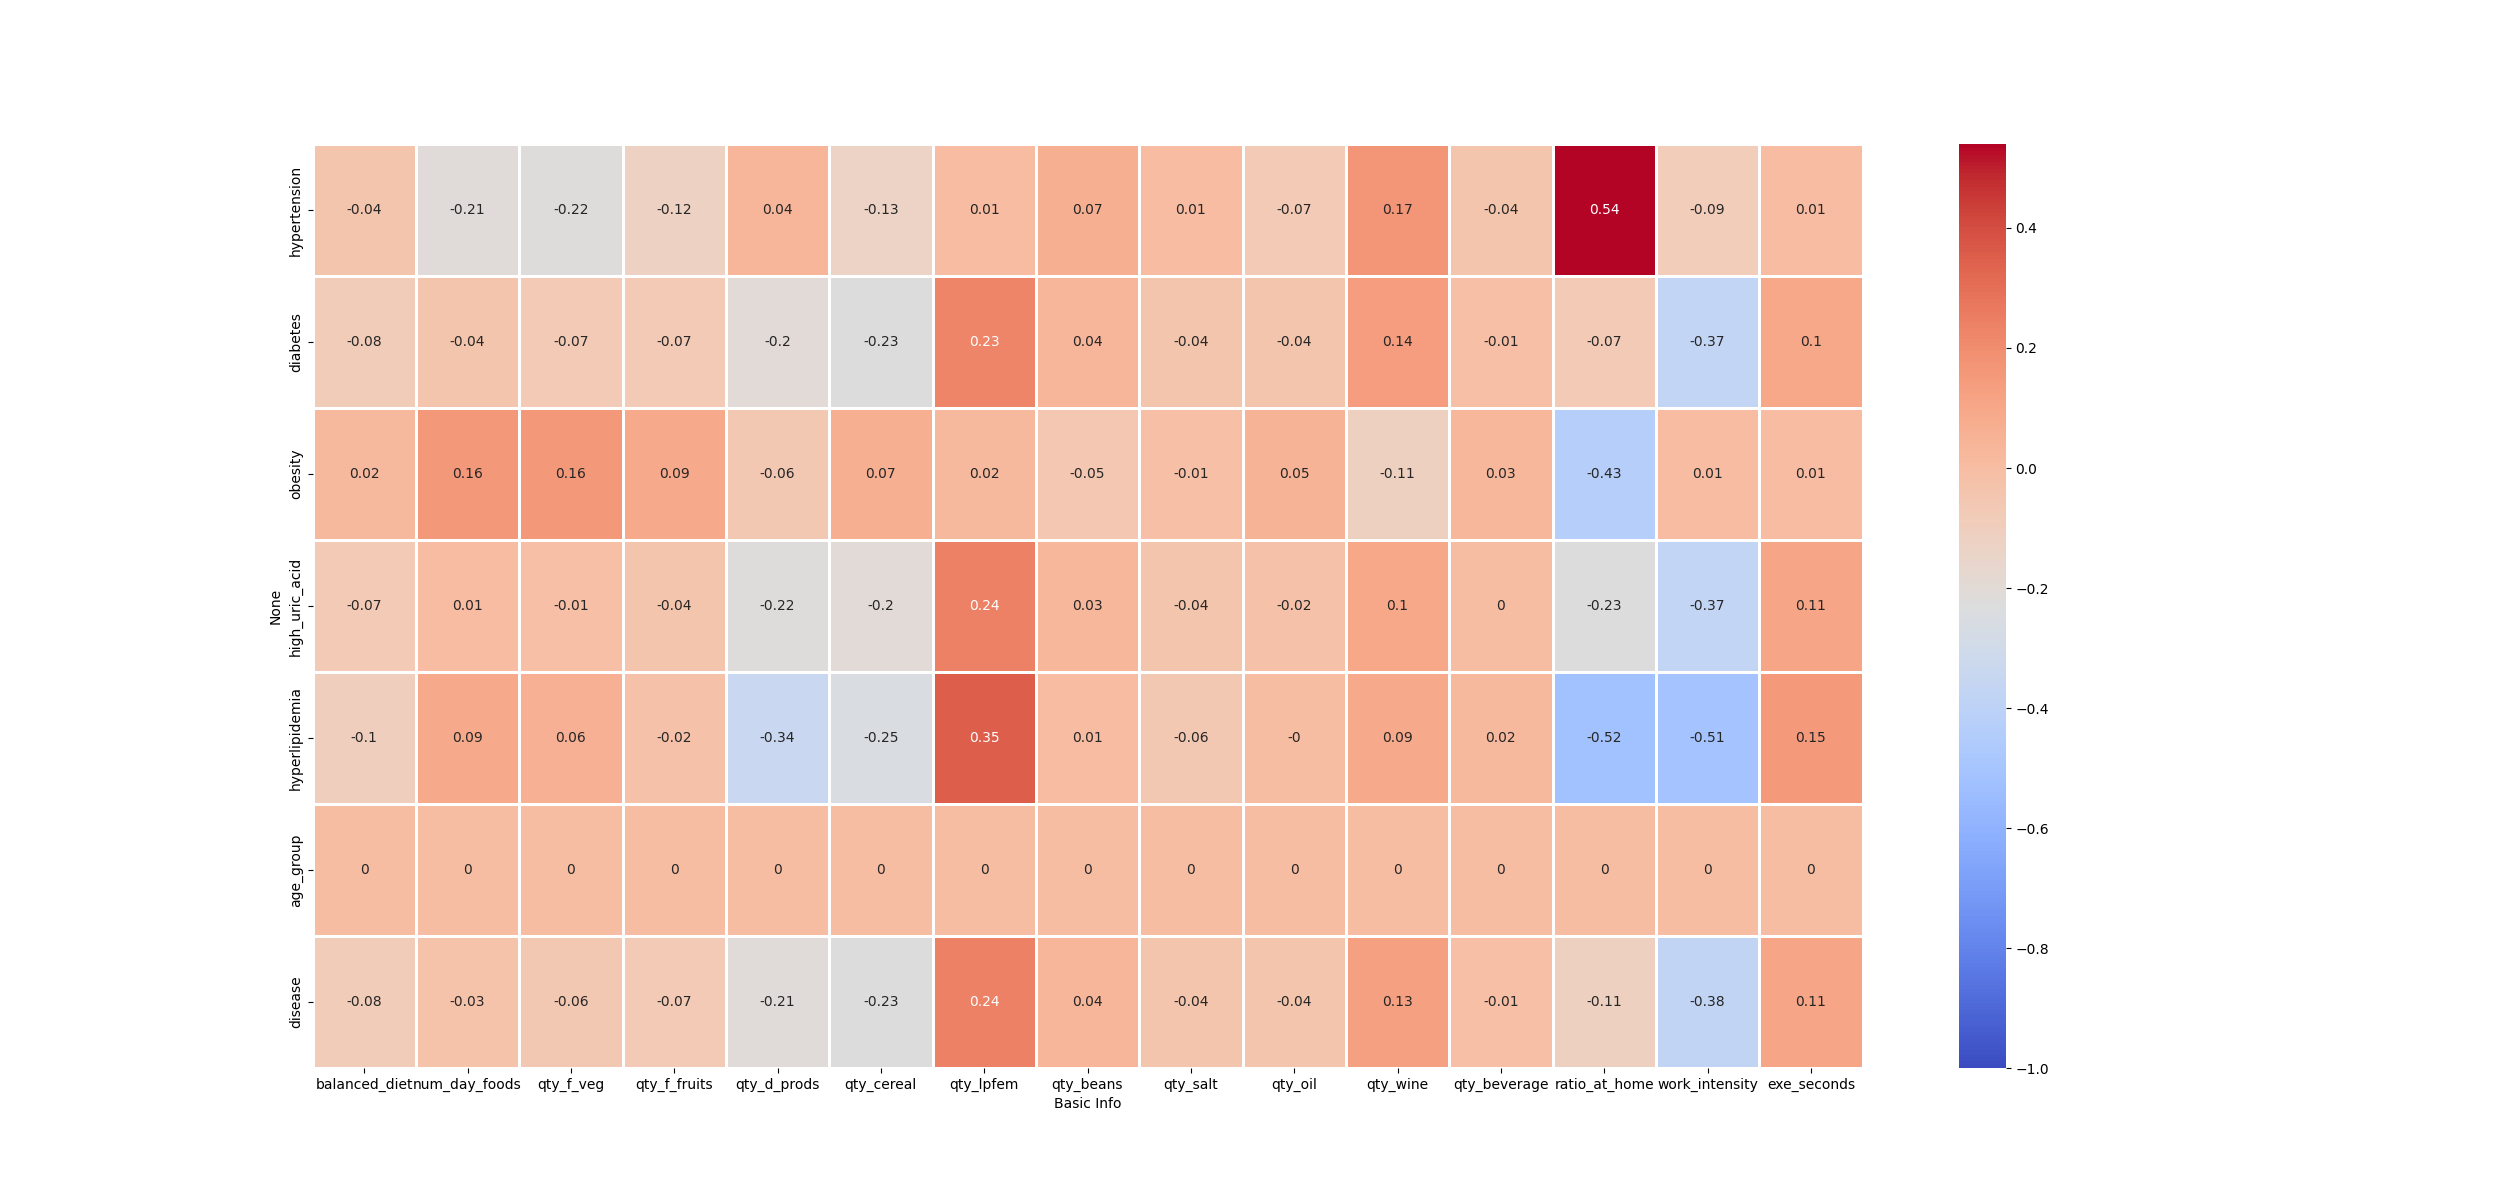 hypertension -0.04 -0.21 -0.22 -0.12 0.04 -0.13 0.01 0.07 0.01 -0.07 0.17 -0.04 0.54 -0.09 0.01
diabetes -0.08 -0.04 -0.07 -0.07 -0.2 -0.23 0.23 0.04 -0.04 -0.04 0.14 -0.01 -0.07 -0.37 0.1
obesity 0.02 0.16 0.16 0.09 -0.06 0.07 0.02 -0.05 -0.01 0.05 -0.11 0.03 -0.43 0.01 0.01
None
high_uric_acid -0.07 0.01 -0.01 -0.04 -0.22 -0.2 0.24 0.03 -0.04 -0.02 0.1 0 -0.23 -0.37 0.11
hyperlipidemia -0.1 0.09 0.06 -0.02 -0.34 -0.25 0.35 0.01 -0.06 -0 0.09 0.02 -0.52 -0.51 0.15
age_group 0 0 0 0 0 0 0 0 0 0 0 0 0 0 0
disease -0.08 -0.03 -0.06 -0.07 -0.21 -0.23 0.24 0.04 -0.04 -0.04 0.13 -0.01 -0.11 -0.38 0.11
balanced_diet num_day_foods qty_f_veg qty_f_fruits qty_d_prods qty_cereal qty_lpfem qty_beans qty_salt qty_oil qty_wine qty_beverage ratio_at_home work_intensity exe_seconds
Basic Info
0.4
0.2
0.0
−0.2
−0.4
−0.6
−0.8
−1.0